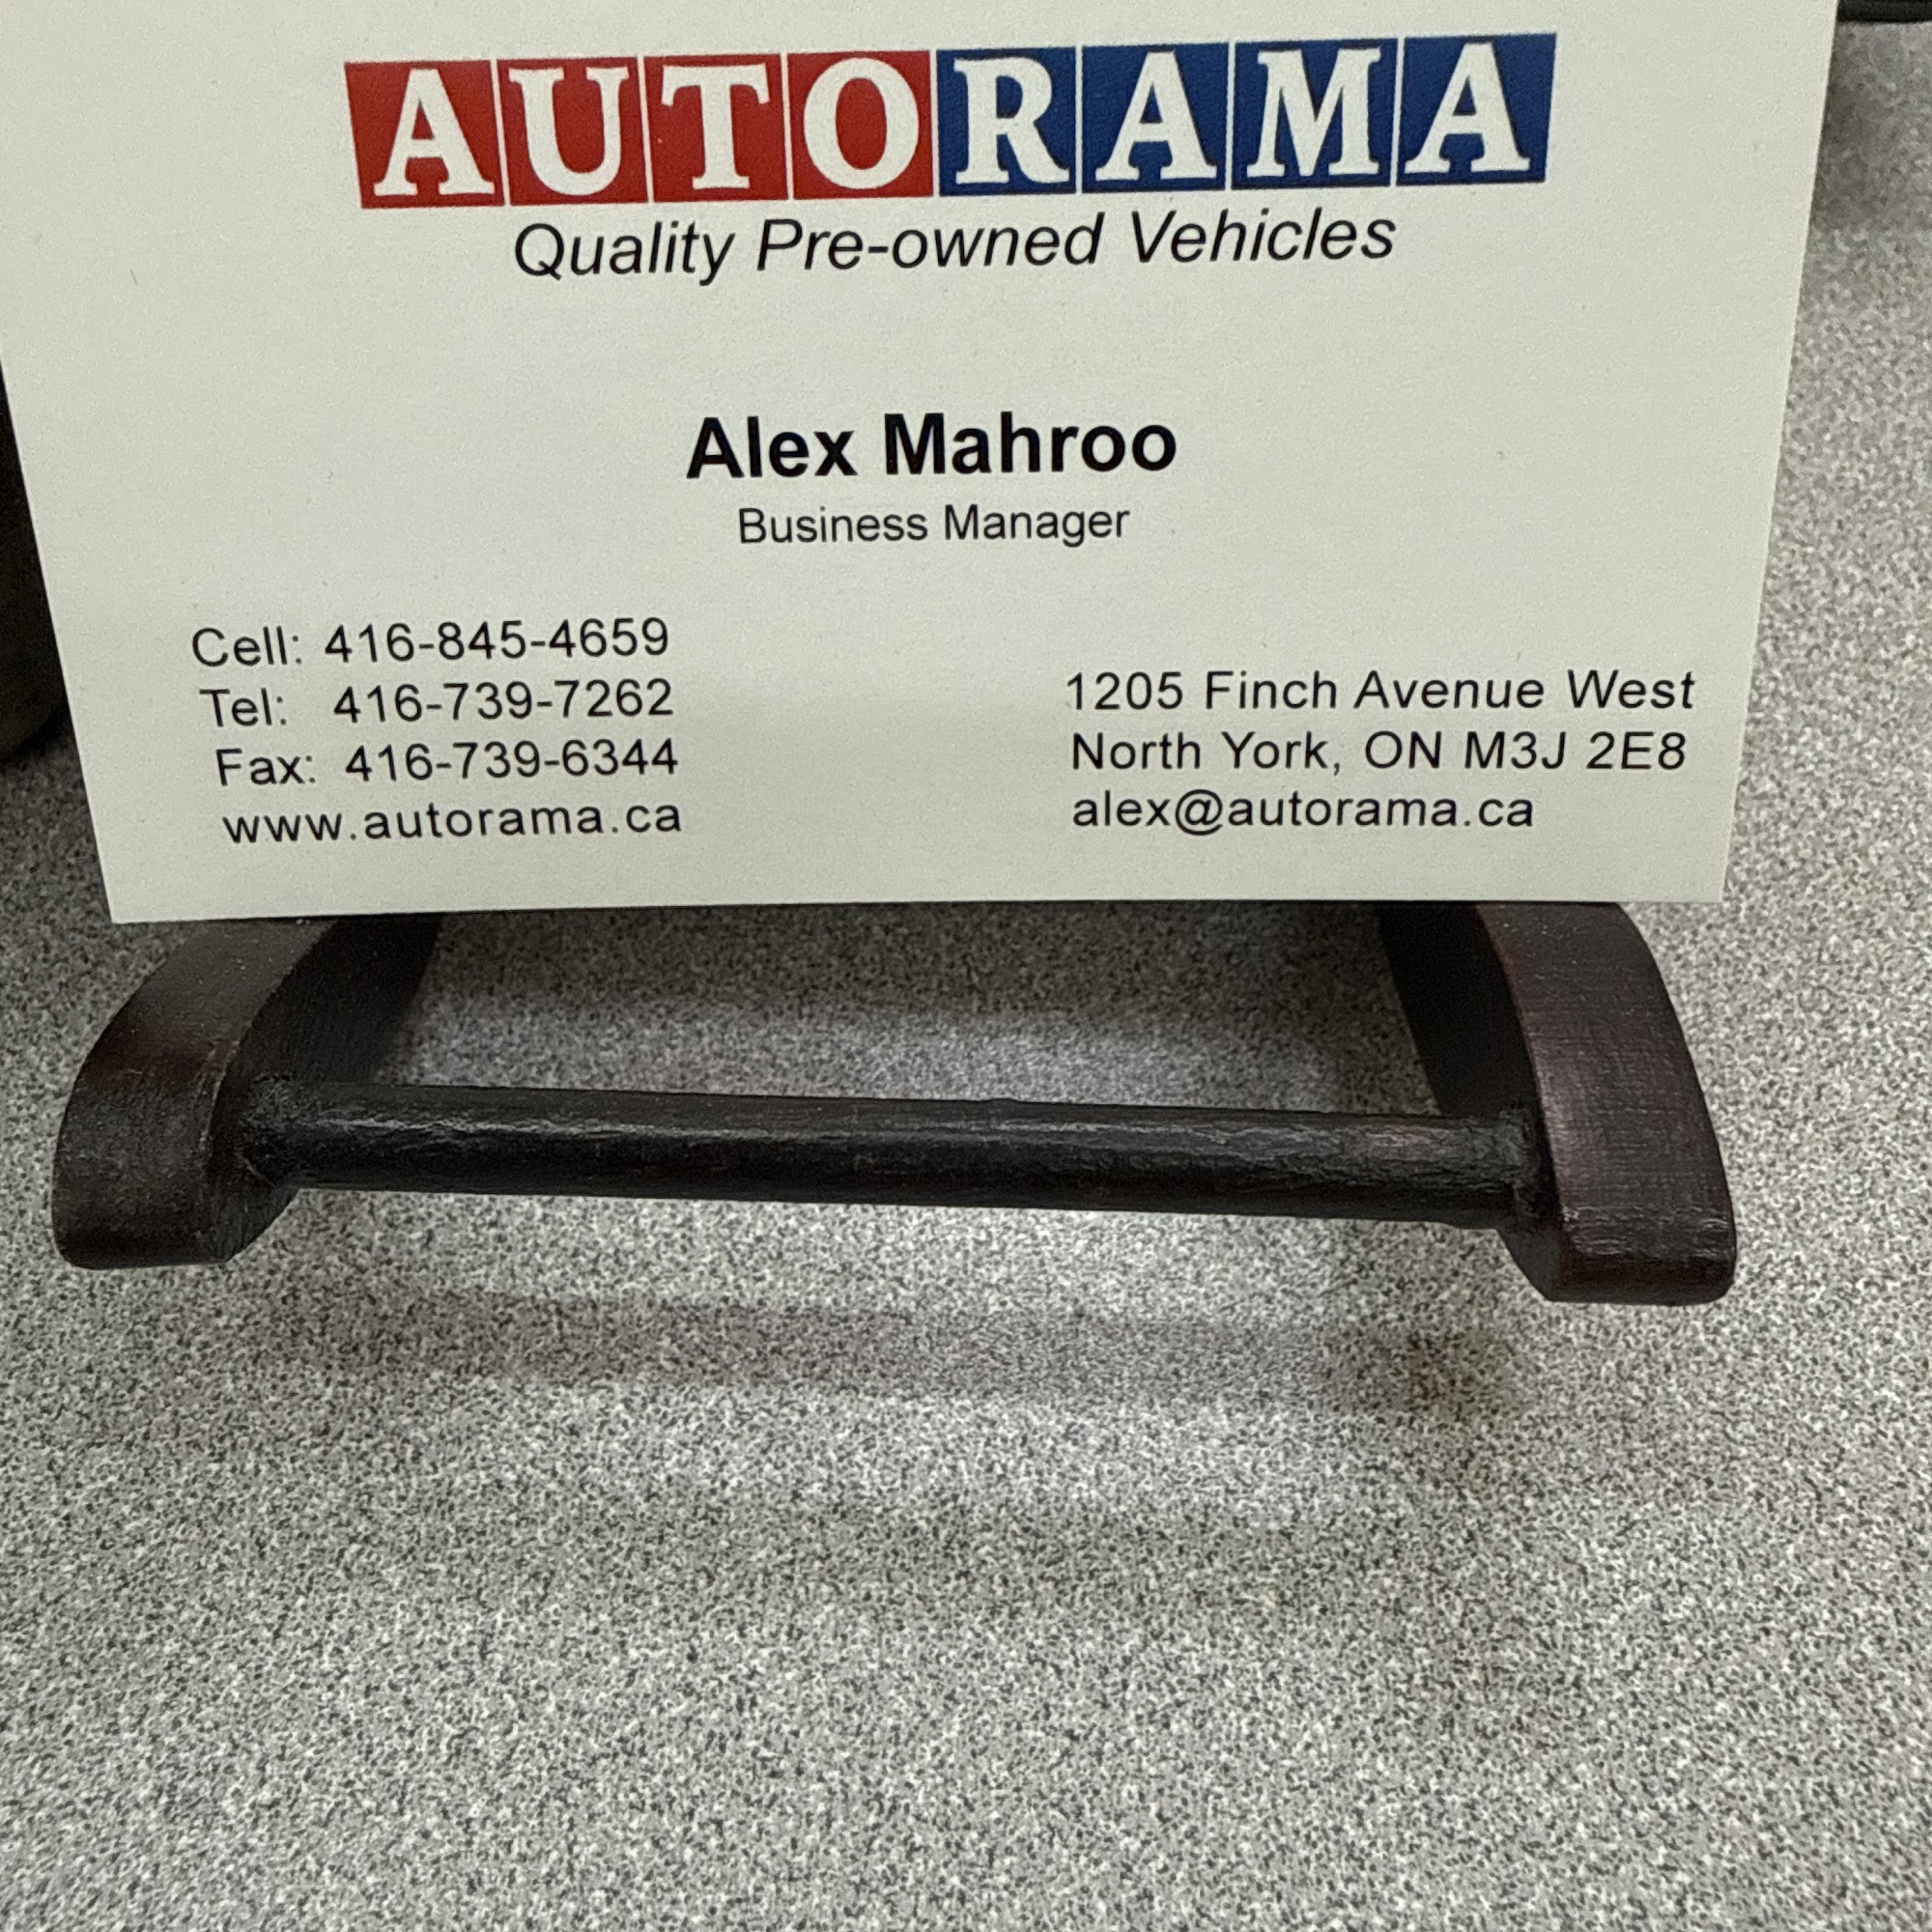 AUTORAMA
Quality Pre-owned Vehicles
Alex Mahroo
Business Manager
Cell: 416-845-4659
Tel: 416-739-7262
Fax: 416-739-6344
www.autorama.ca
1205 Finch Avenue West
North York, ON M3J 2E8
alex@autorama.ca